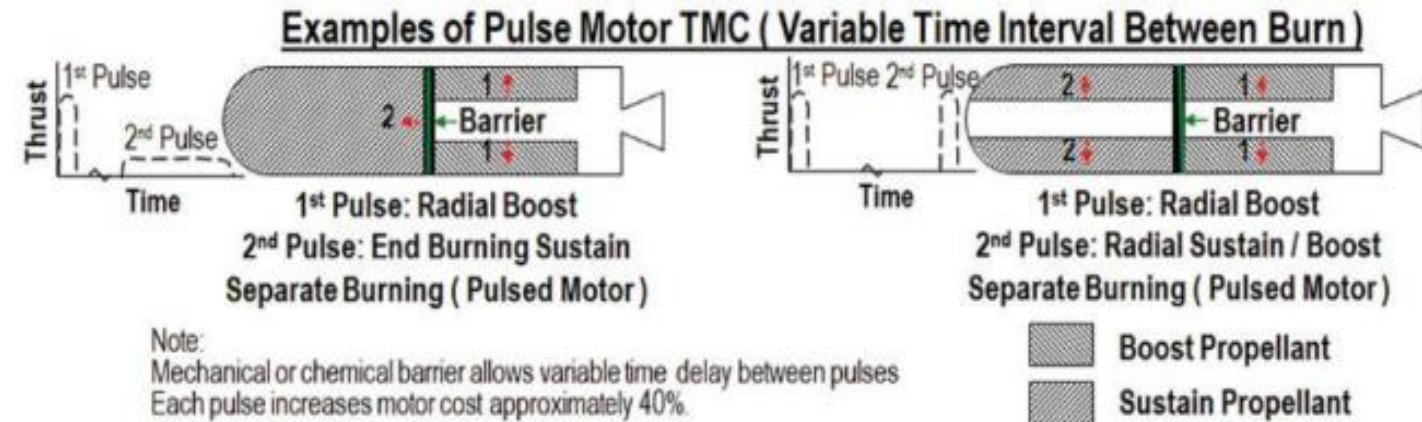 Examples of Pulse Motor TMC ( Variable Time Interval Between Burn )
Thrust
1st Pulse
2nd Pulse
Time
2
1
1
Barrier
1st Pulse: Radial Boost
2nd Pulse: End Burning Sustain
Separate Burning ( Pulsed Motor )
Thrust
1st Pulse 2nd Pulse
Time
2
2
1
1
Barrier
1st Pulse: Radial Boost
2nd Pulse: Radial Sustain / Boost
Separate Burning ( Pulsed Motor )
Note:
Mechanical or chemical barrier allows variable time delay between pulses
Each pulse increases motor cost approximately 40%.
Boost Propellant
Sustain Propellant